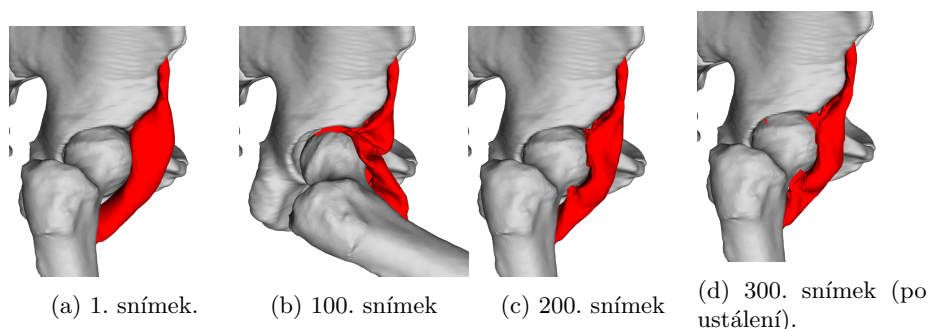 (a) 1. snímek.
(b) 100. snímek
(c) 200. snímek
(d) 300. snímek (po
ustálení).